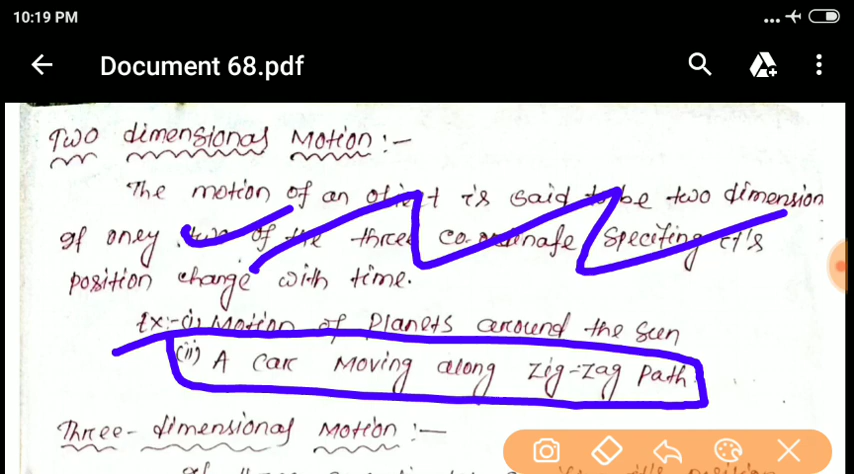 10:19 PM
Document 68.pdf
Two dimensional Motion :-
The motion of an object is said to be two dimension
if only two of the three co-ordinate specifing it's
position change with time.
Ex:-(i) Motion of Planets around the sun
(ii) A car moving along zig-zag path
Three-dimensional Motion :-